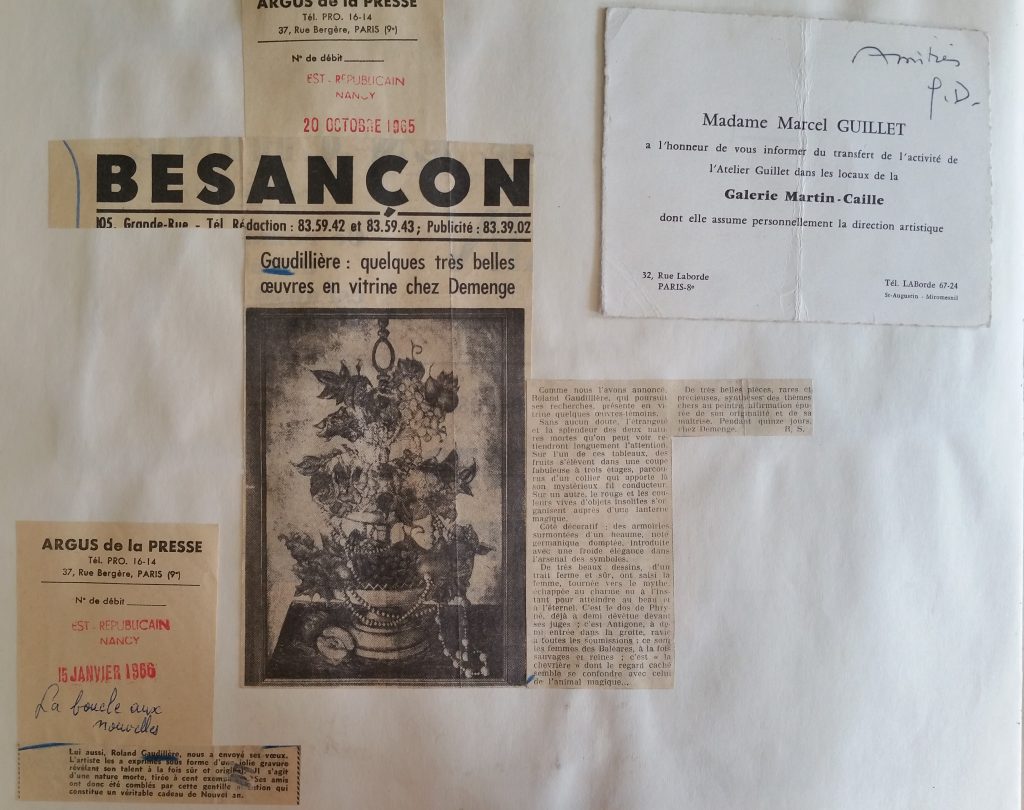 ARGUS de la PRESSE
Tél. PRO. 16-14
37, Rue Bergère, PARIS (9e)
N° de débit
EST - REPUBLICAIN
NANCY
20 OCTOBRE 1965
BESANÇON
105, Grande-Rue - Tél. Rédaction : 83.59.42 et 83.59.43 ; Publicité : 83.39.02
Gaudillière : quelques très belles
œuvres en vitrine chez Demenge
Comme nous l'avons annoncé,
Roland Gaudillière, qui poursuit
ses recherches, présente en vi-
trine quelques œuvres-témoins.
Sans aucun doute, l'étrangeté
et la splendeur des deux natu-
res mortes qu'on peut voir re-
tiendront longuement l'attention.
Sur l'un de ces tableaux, des
fruits s'élèvent dans une coupe
fabuleuse à trois étages, parcou-
rus d'un collier qui apporte là
son mystérieux fil conducteur.
Sur un autre, le rouge et les cou-
leurs vives d'objets insolites s'or-
ganisent auprès d'une lanterne
magique.
Côté décoratif : des armoiries
surmontées d'un heaume, note
germanique domptée, introduite
avec une froide élégance dans
l'arsenal des symboles.
De très beaux dessins, d'un
trait ferme et sûr, ont saisi la
femme, tournée vers le mythe,
échappée au charme ou à l'ins-
tant pour atteindre au beau et
à l'éternel. C'est le dos de Phry-
né, déjà à demi dévêtue devant
ses juges ; c'est Antigone, à de-
mi entrée dans la grotte, ravie
à toutes les soumissions ; ce sont
les femmes des Baléares, à la fois
sauvages et reines ; c'est « la
chevrière » dont le regard caché
semble se confondre avec celui
de l'animal magique...
De très belles pièces, rares et
précieuses, synthèses des thèmes
chers au peintre, affirmation épu-
rée de son originalité et de sa
maîtrise. Pendant quinze jours,
chez Demenge. R. S.
Amitiés
Madame Marcel GUILLET
a l'honneur de vous informer du transfert de l'activité de
l'Atelier Guillet dans les locaux de la
Galerie Martin-Caille
dont elle assume personnellement la direction artistique
32, Rue Laborde
PARIS-8e
Tél. LABorde 67-24
St-Augustin - Miromesnil
ARGUS de la PRESSE
Tél. PRO. 16-14
37, Rue Bergère, PARIS (9e)
N° de débit
EST - REPUBLICAIN
NANCY
15 JANVIER 1966
La boucle aux
nouvelles
Lui aussi, Roland Gaudillère, nous a envoyé ses vœux.
L'artiste les a exprimés sous forme d'une jolie gravure
révélant son talent à la fois sûr et original. Il s'agit
d'une nature morte, tirée à cent Ses amis
ont donc été comblés par cette gentille qui
constitue un véritable cadeau de Nouvel an.